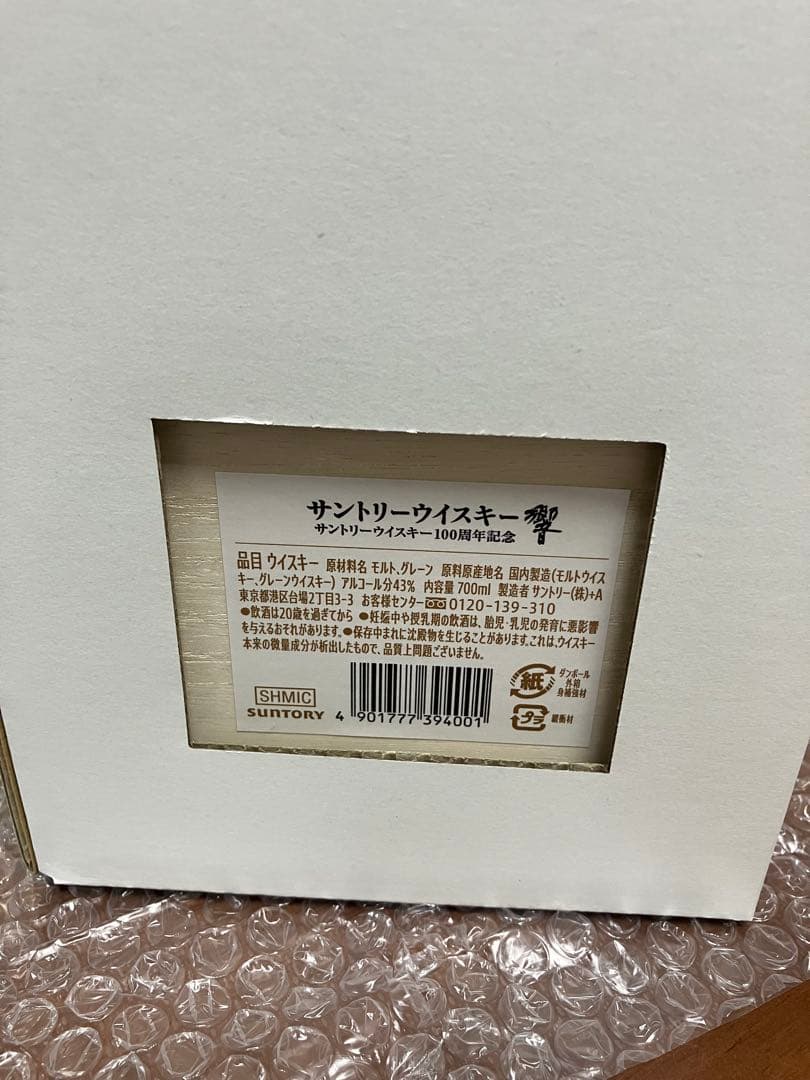 サントリーウイスキー 響
サントリーウイスキー100周年記念
品目 ウイスキー 原材料名 モルト、グレーン 原料原産地名 国内製造(モルトウイス
キー、グレーンウイスキー) アルコール分43% 内容量 700ml 製造者 サントリー(株)+A
東京都港区台場2丁目3-3 お客様センター 0120-139-310
●飲酒は20歳を過ぎてから ●妊娠中や授乳期の飲酒は、胎児・乳児の発育に悪影響
を与えるおそれがあります。●保存中まれに沈殿物を生じることがあります。これは、ウイスキー
本来の微量成分が析出したもので、品質上問題ございません。
SHMIC
SUNTORY
4 901777 394001
紙
ダンボール
外箱
身補強材
プラ
緩衝材